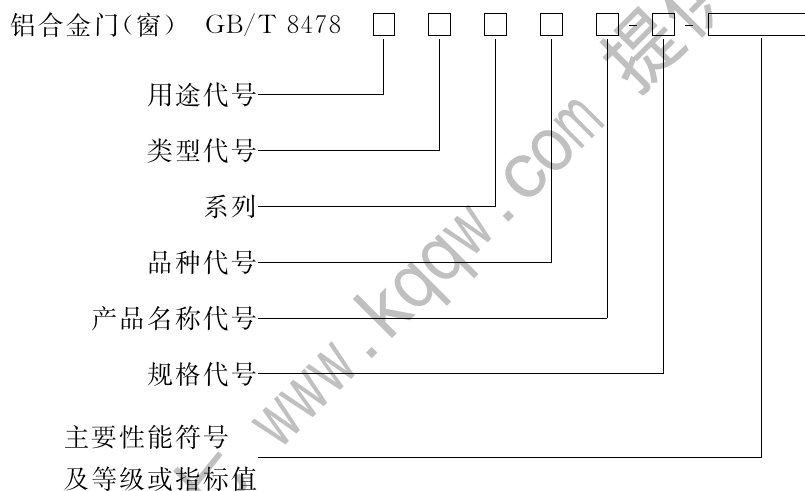 铝合金门(窗) GB/T 8478 □ □ □ □ □-□-□
用途代号
类型代号
系列
品种代号
产品名称代号
规格代号
主要性能符号
及等级或指标值
www.kqqw.com 提供